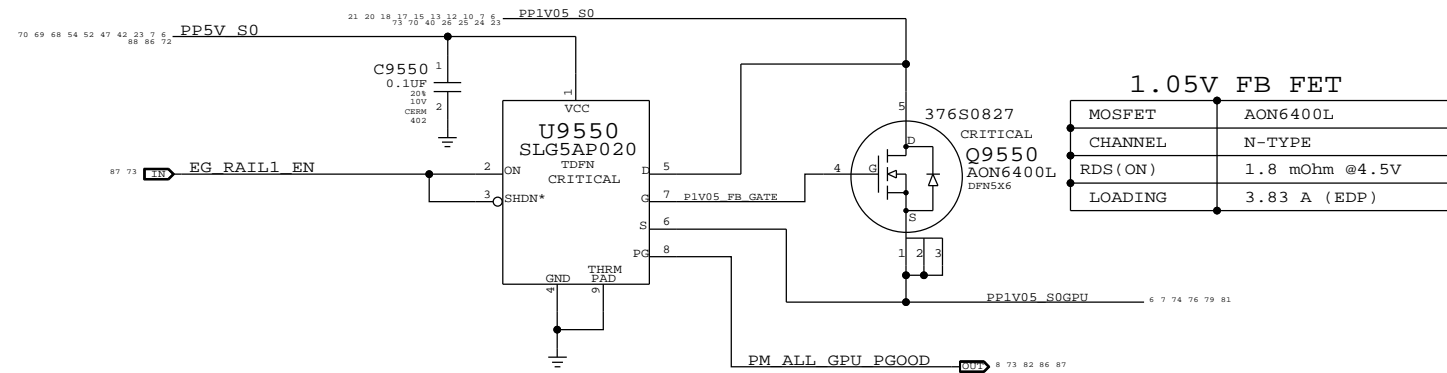 21 20 18 17 15 13 12 10 7 6
73 70 40 26 25 24 23
PP1V05 S0
70 69 68 54 52 47 42 23 7 6
88 86 72
PP5V S0
C9550
0.1UF
20%
10V
CERM
402
1
2
1
VCC
U9550
SLG5AP020
TDFN
CRITICAL
87 73 IN EG_RAIL1_EN
2 ON
3 SHDN*
D 5
G 7 P1V05_FB_GATE
S 6
PG 8
GND
THRM
PAD
4
9
5
376S0827
CRITICAL
Q9550
AON6400L
DFN5X6
D
G
S
4
1 2 3
PP1V05_S0GPU 6 7 74 76 79 81
PM_ALL_GPU_PGOOD OUT 8 73 82 86 87
1.05V FB FET
MOSFET AON6400L
CHANNEL N-TYPE
RDS(ON) 1.8 mOhm @4.5V
LOADING 3.83 A (EDP)